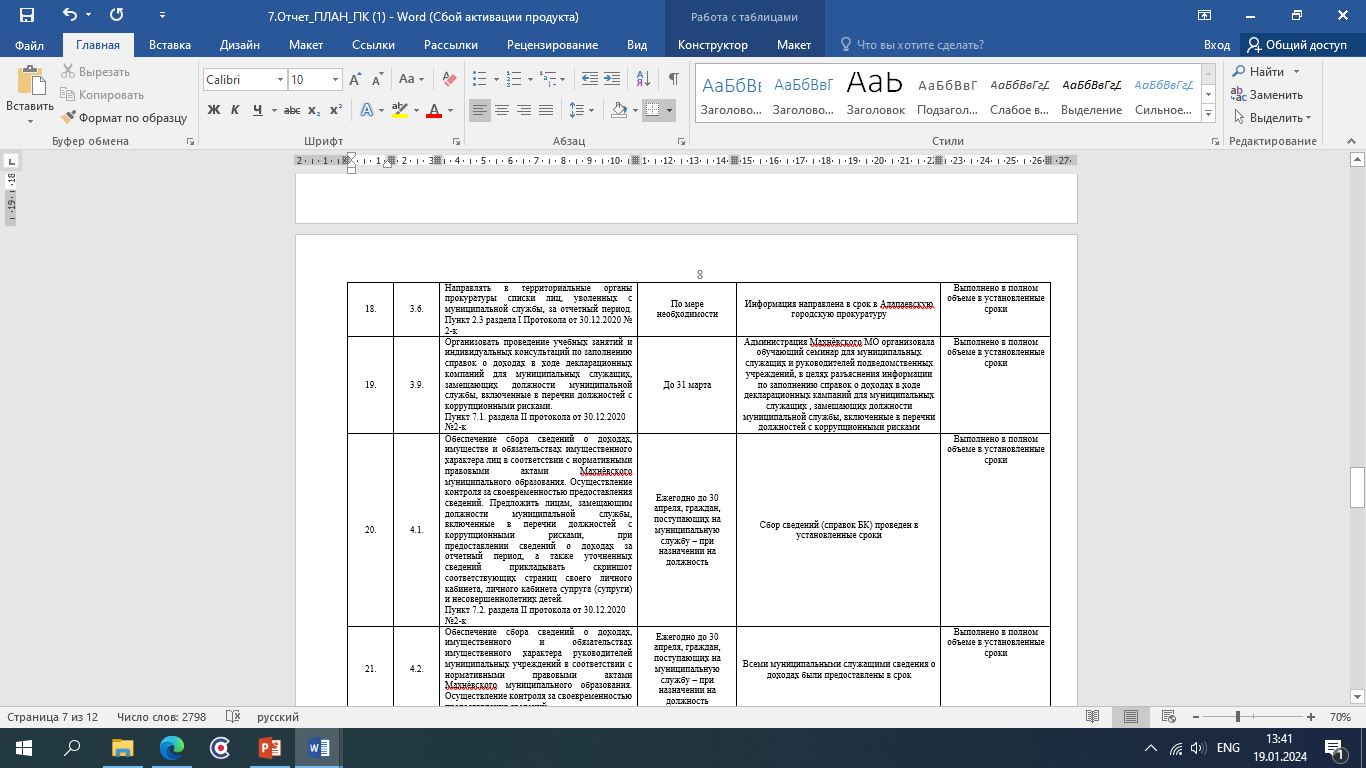 7.Отчет_ПЛАН_ПК (1) - Word (Сбой активации продукта)
Работа с таблицами
Файл Главная Вставка Дизайн Макет Ссылки Рассылки Рецензирование Вид Конструктор Макет Что вы хотите сделать? Вход Общий доступ
Вставить
Вырезать
Копировать
Формат по образцу
Буфер обмена
Calibri 10
Ж К Ч abc x₂ x²
Шрифт
Абзац
АаБбВı АаБбВвГ АаБ АаБбВвГ АаБбВвГгД АаБбВвГгД АаБбВвГгД
Заголово... Заголово... Заголовок Подзагол... Слабое в... Выделение Сильное...
Стили
Найти
Заменить
Выделить
Редактирование
8
18.
3.6.
Направлять в территориальные органы
прокуратуры списки лиц, уволенных с
муниципальной службы, за отчетный период.
Пункт 2.3 раздела I Протокола от 30.12.2020 №
2-к
По мере
необходимости
Информация направлена в срок в Алапаевскую
городскую прокуратуру
Выполнено в полном
объеме в установленные
сроки
19.
3.9.
Организовать проведение учебных занятий и
индивидуальных консультаций по заполнению
справок о доходах в ходе декларационных
компаний для муниципальных служащих,
замещающих должности муниципальной
службы, включенные в перечни должностей с
коррупционными рисками.
Пункт 7.1. раздела II протокола от 30.12.2020
№2-к
До 31 марта
Администрация Махнёвского МО организовала
обучающий семинар для муниципальных
служащих и руководителей подведомственных
учреждений, в целях разъяснения информации
по заполнению справок о доходах в ходе
декларационных кампаний для муниципальных
служащих , замещающих должности
муниципальной службы, включенные в перечни
должностей с коррупционными рисками
Выполнено в полном
объеме в установленные
сроки
20.
4.1.
Обеспечение сбора сведений о доходах,
имуществе и обязательствах имущественного
характера лиц в соответствии с нормативными
правовыми актами Махнёвского
муниципального образования. Осуществление
контроля за своевременностью предоставления
сведений. Предложить лицам, замещающим
должности муниципальной службы,
включенные в перечни должностей с
коррупционными рисками, при
предоставлении сведений о доходах за
отчетный период, а также уточненных
сведений прикладывать скриншот
соответствующих страниц своего личного
кабинета, личного кабинета супруга (супруги)
и несовершеннолетних детей.
Пункт 7.2. раздела II протокола от 30.12.2020
№2-к
Ежегодно до 30
апреля, граждан,
поступающих на
муниципальную
службу – при
назначении на
должность
Сбор сведений (справок БК) проведен в
установленные сроки
Выполнено в полном
объеме в установленные
сроки
21.
4.2.
Обеспечение сбора сведений о доходах,
имущественного и обязательствах
имущественного характера руководителей
муниципальных учреждений в соответствии с
нормативными правовыми актами
Махнёвского муниципального образования.
Осуществление контроля за своевременностью
Ежегодно до 30
апреля, граждан,
поступающих на
муниципальную
службу – при
назначении на
должность
Всеми муниципальными служащими сведения о
доходах были предоставлены в срок
Выполнено в полном
объеме в установленные
сроки
Страница 7 из 12 Число слов: 2798 русский 70%
ENG
13:41
19.01.2024
1